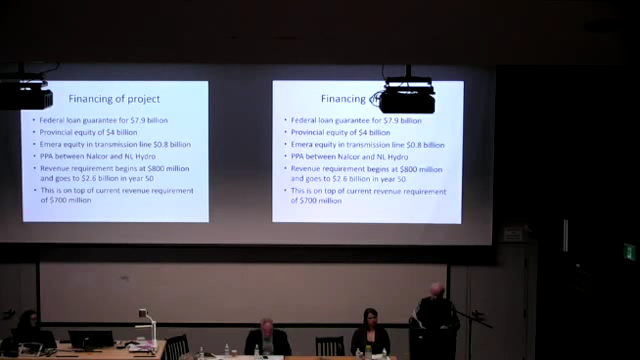 Financing of project
• Federal loan guarantee for $7.9 billion
• Provincial equity of $4 billion
• Emera equity in transmission line $0.8 billion
• PPA between Nalcor and NL Hydro
• Revenue requirement begins at $800 million
and goes to $2.6 billion in year 50
• This is on top of current revenue requirement
of $700 million
Financing
• Federal loan guarantee for $7.9 billion
• Provincial equity of $4 billion
• Emera equity in transmission line $0.8 billion
• PPA between Nalcor and NL Hydro
• Revenue requirement begins at $800 million
and goes to $2.6 billion in year 50
• This is on top of current revenue requirement
of $700 million